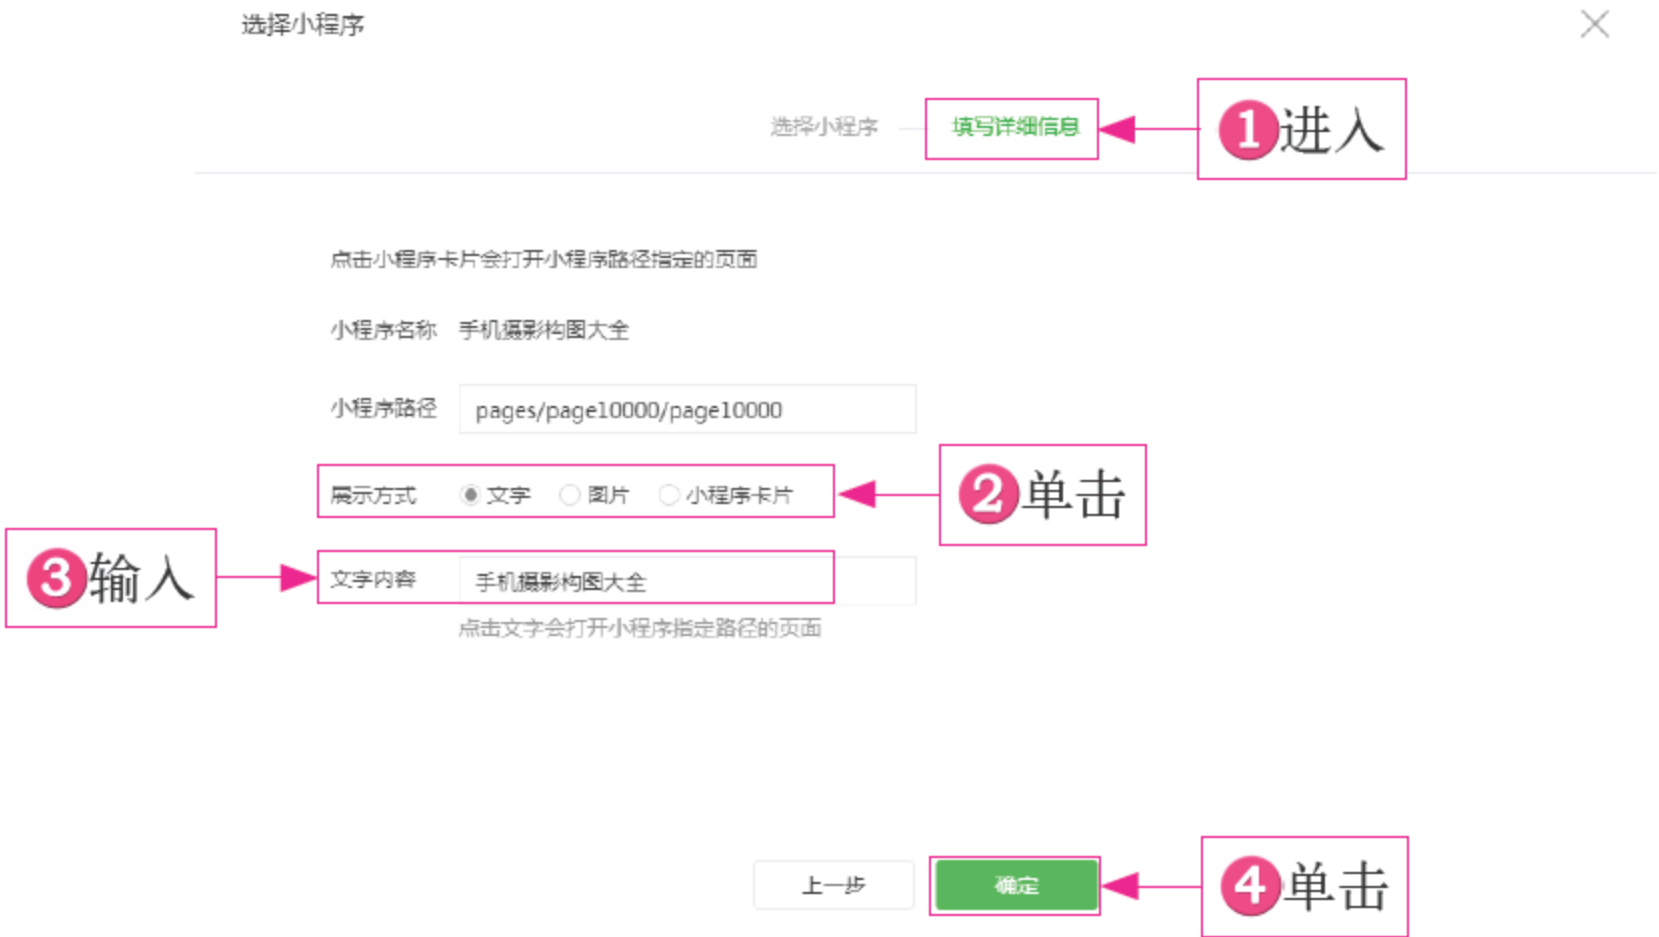 选择小程序
选择小程序 填写详细信息 1进入
点击小程序卡片会打开小程序路径指定的页面
小程序名称 手机摄影构图大全
小程序路径 pages/page10000/page10000
展示方式 文字 图片 小程序卡片 2单击
3输入 文字内容 手机摄影构图大全
点击文字会打开小程序指定路径的页面
上一步 确定 4单击